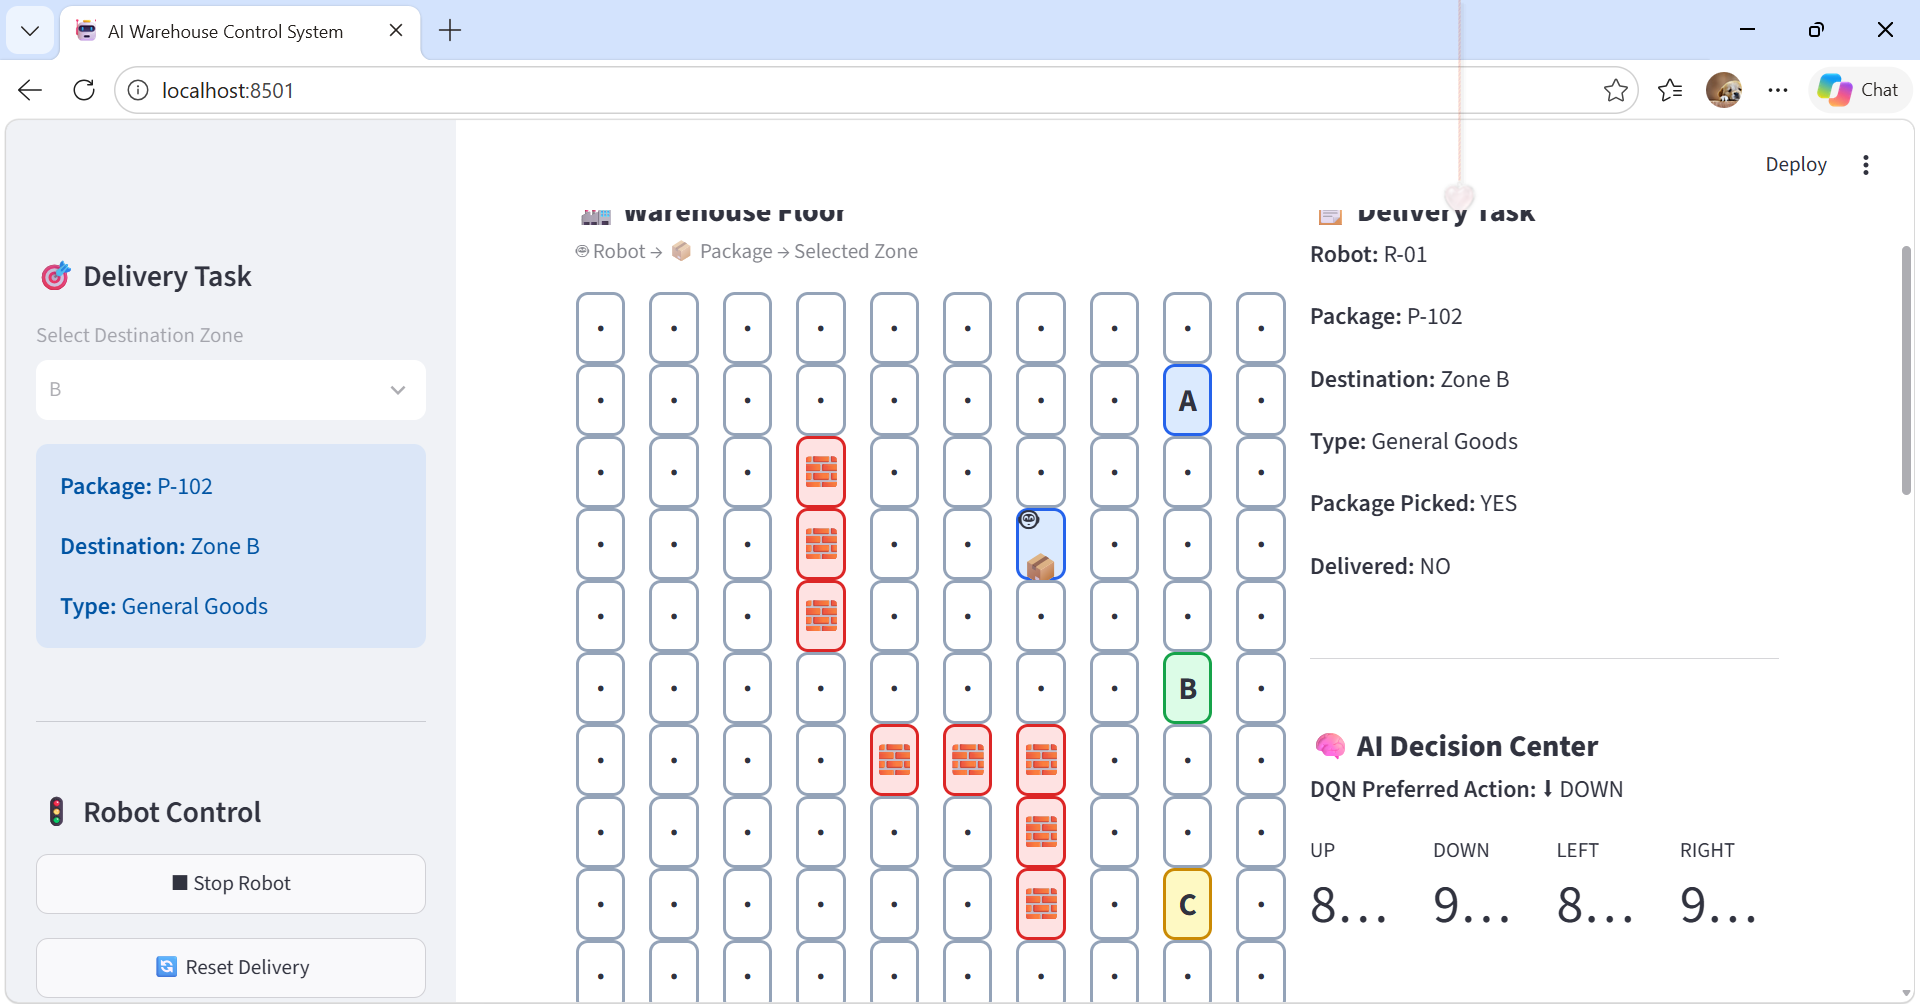 AI Warehouse Control System
localhost:8501
Chat
Deploy
Delivery Task
Select Destination Zone
B
Package: P-102
Destination: Zone B
Type: General Goods
Robot Control
Stop Robot
Reset Delivery
Warehouse Floor
Robot → Package → Selected Zone
A
B
C
Delivery Task
Robot: R-01
Package: P-102
Destination: Zone B
Type: General Goods
Package Picked: YES
Delivered: NO
AI Decision Center
DQN Preferred Action: ⬇ DOWN
UP DOWN LEFT RIGHT
8... 9... 8... 9...